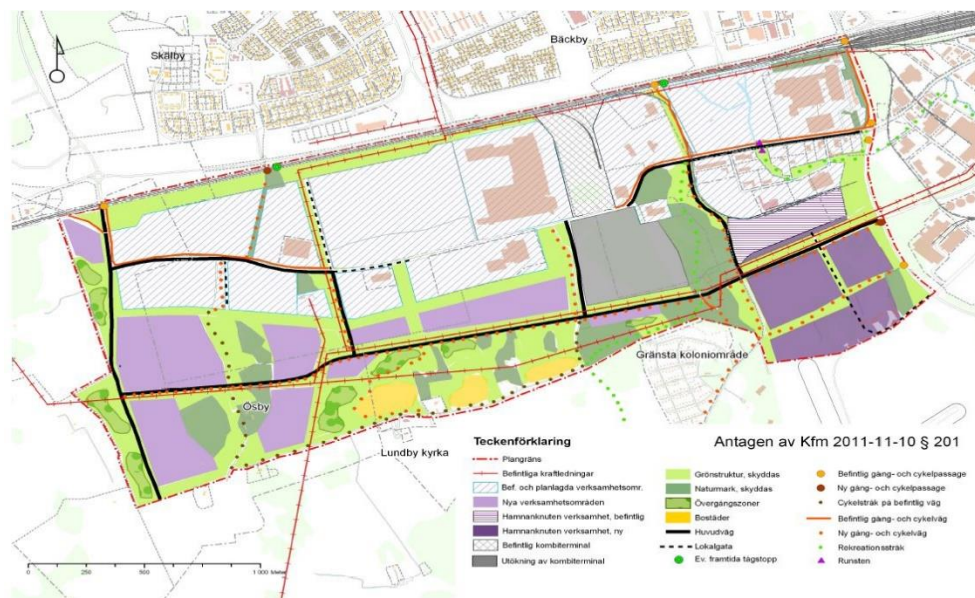 Skälby
Bäckby
Gränsta koloniområde
Ösby
Lundby kyrka
Teckenförklaring
Antagen av Kfm 2011-11-10 § 201
Plangräns
Befintliga kraftledningar
Bef. och planlagda verksamhetsomr.
Nya verksamhetsområden
Hamnanknuten verksamhet, befintlig
Hamnanknuten verksamhet, ny
Befintlig kombiterminal
Utökning av kombiterminal
Grönstruktur, skyddas
Naturmark, skyddas
Övergångszoner
Bostäder
Huvudväg
Lokalgata
Ev. framtida tågstopp
Befintlig gång- och cykelpassage
Ny gång- och cykelpassage
Cykelstråk på befintlig väg
Befintlig gång- och cykelväg
Ny gång- och cykelväg
Rekreationsstråk
Runsten
0 250 500 1 000 Meter